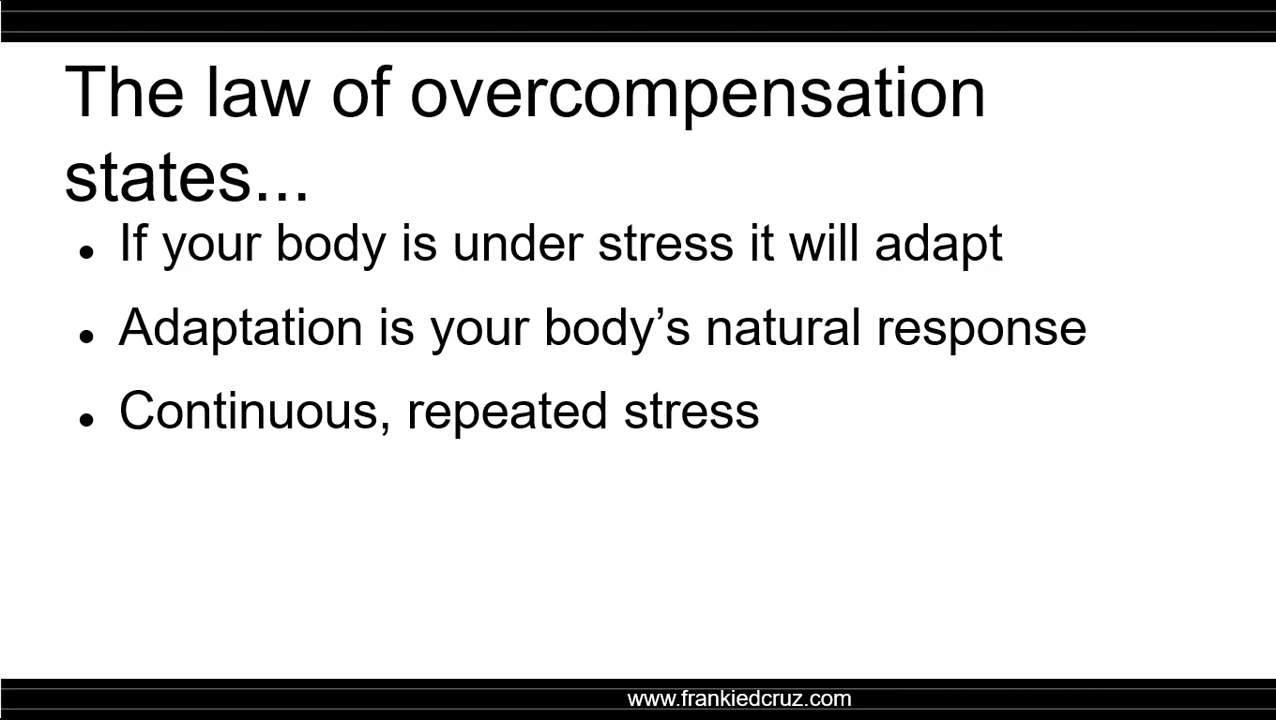 The law of overcompensation
states...
• If your body is under stress it will adapt
• Adaptation is your body’s natural response
• Continuous, repeated stress
www.frankiedcruz.com